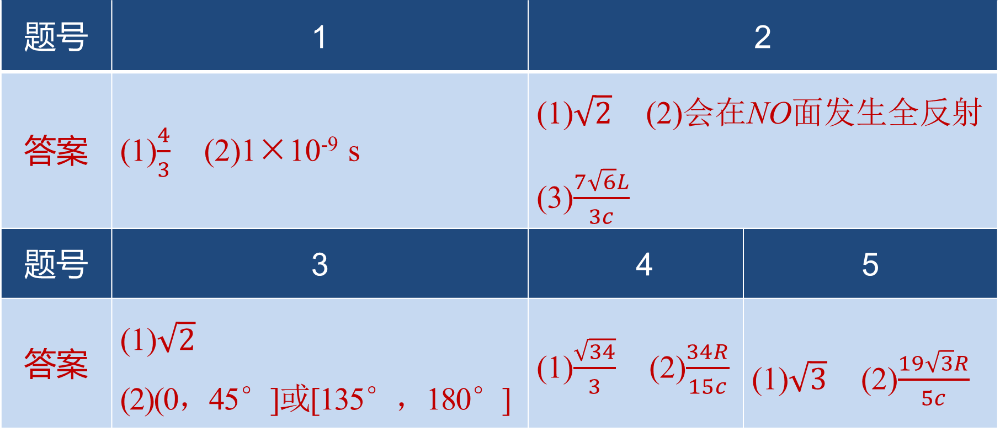 题号 1 2
答案 (1)4/3 (2)1×10⁻⁹ s (1)√2 (2)会在NO面发生全反射
(3)7√6L/3c
题号 3 4 5
答案 (1)√2
(2)(0，45°]或[135°，180°] (1)√34/3 (2)34R/15c (1)√3 (2)19√3R/5c